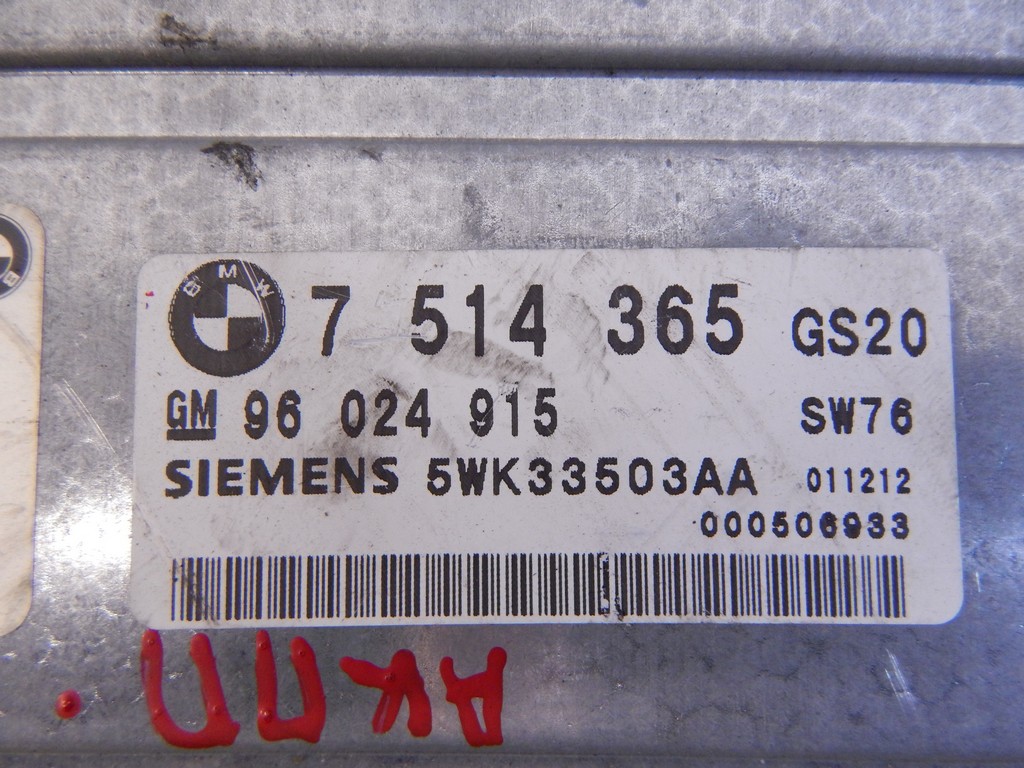 BMW 7 514 365 GS20
GM 96 024 915 SW76
SIEMENS 5WK33503AA 011212
000506933
АКПП